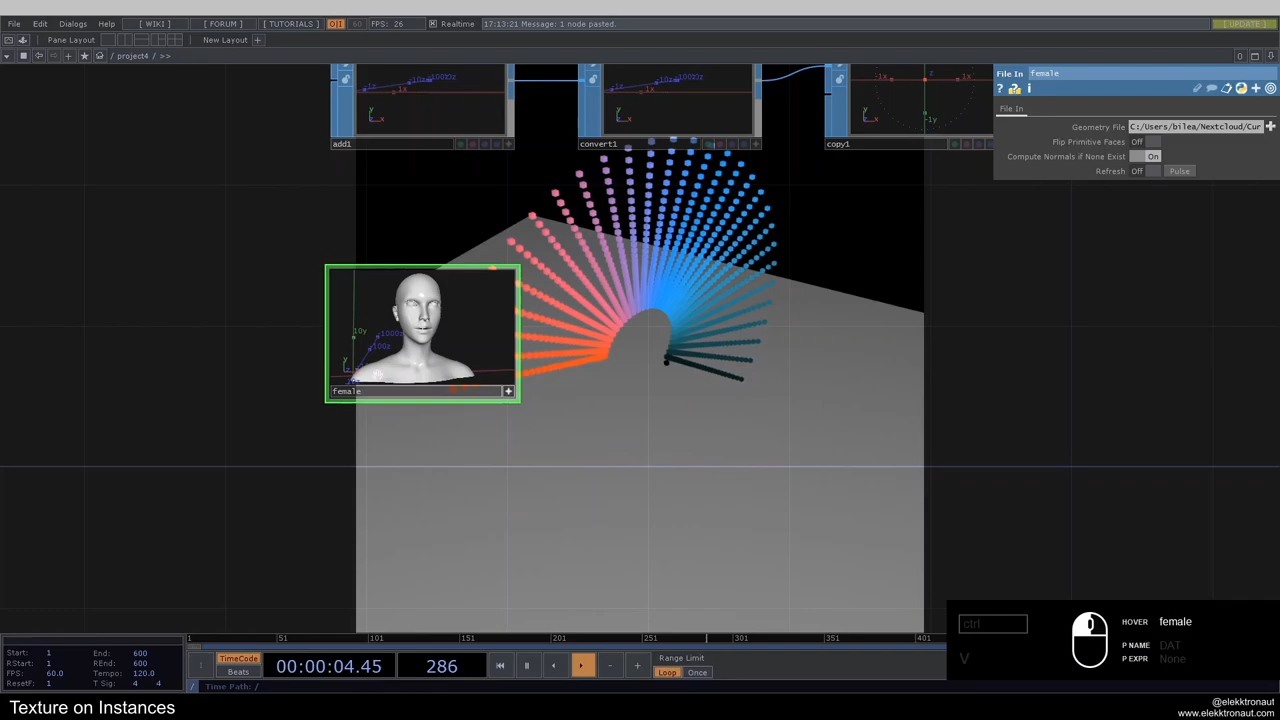 File Edit Dialogs Help [ WIKI ] [ FORUM ] [ TUTORIALS ] O|I 60 FPS: 26 Realtime 17:13:21 Message: 1 node pasted. [ UPDATE ]
Pane Layout New Layout +
/ project4 / >> 0
File In female
? i
File In
Geometry File C:/Users/bilea/Nextcloud/Cur
Flip Primitive Faces Off
Compute Normals if None Exist On
Refresh Off Pulse
add1
convert1
copy1
female
ctrl
V
HOVER female
P NAME DAT
P EXPR None
1 51 101 151 201 251 301 351 401
Start: 1 End: 600
RStart: 1 REnd: 600
FPS: 60.0 Tempo: 120.0
ResetF: 1 T Sig: 4 4
TimeCode
Beats
00:00:04.45
286
Range Limit
Loop Once
/ Time Path: /
Texture on Instances
@elekktronaut
www.elekktronaut.com